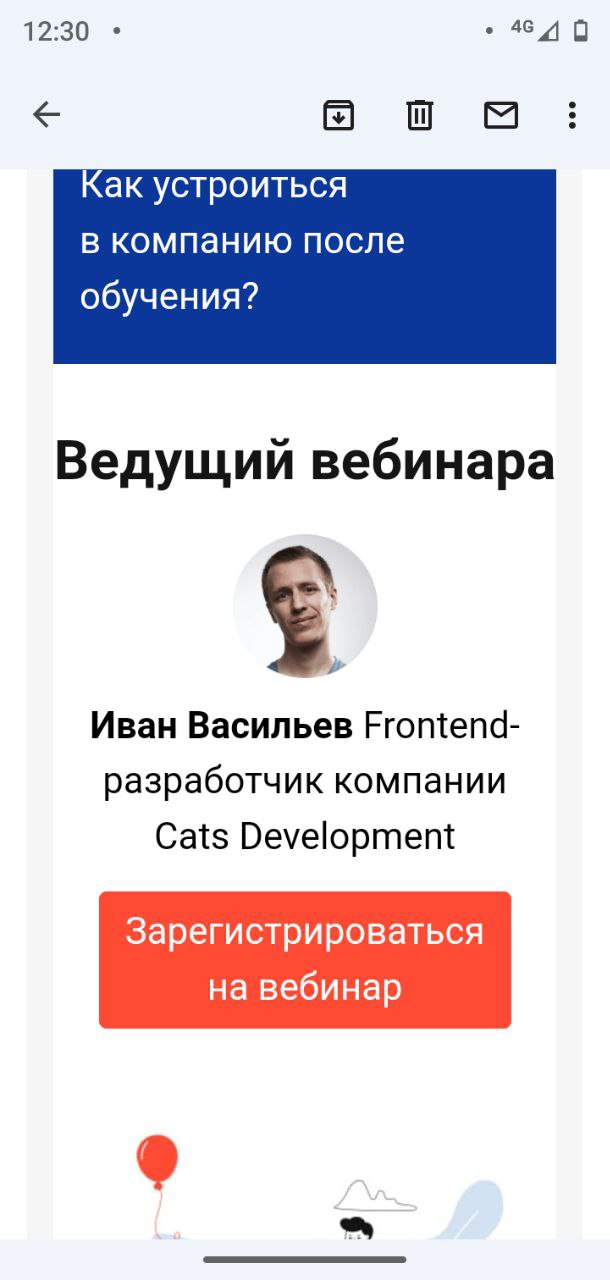 12:30
4G
Как устроиться
в компанию после
обучения?
Ведущий вебинара
Иван Васильев Frontend-
разработчик компании
Cats Development
Зарегистрироваться
на вебинар